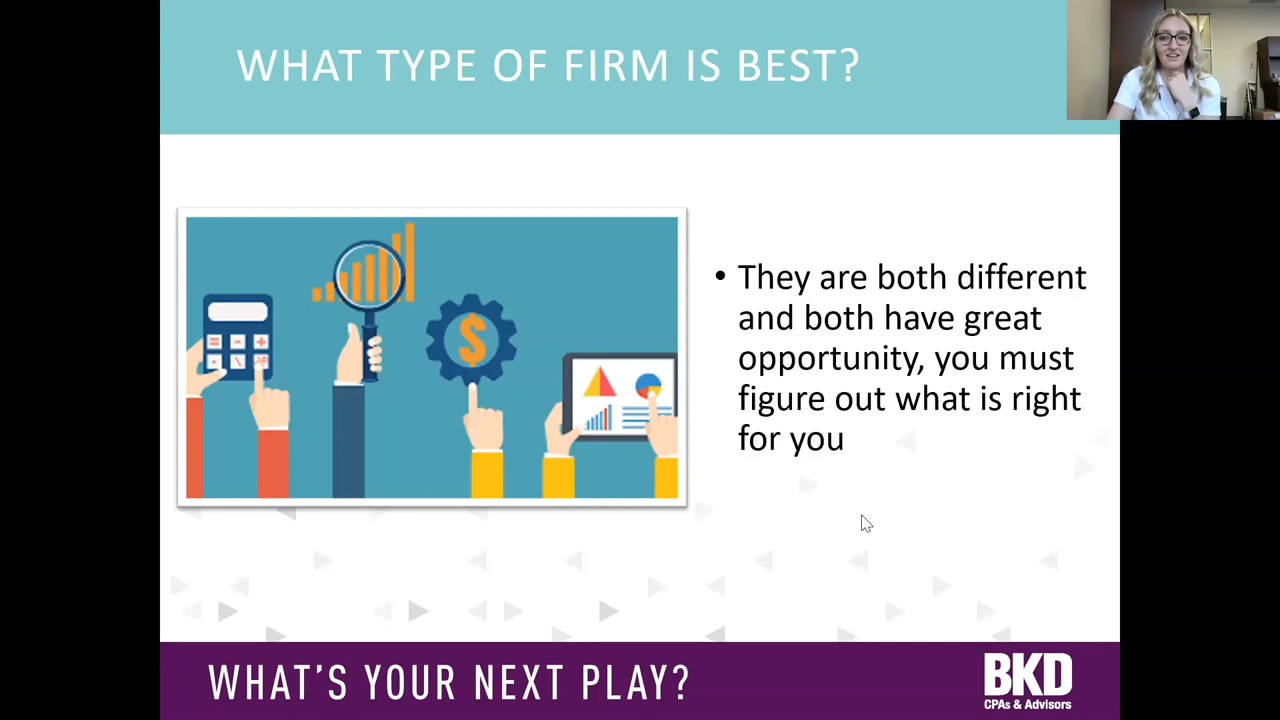 WHAT TYPE OF FIRM IS BEST?
$
• They are both different
and both have great
opportunity, you must
figure out what is right
for you
WHAT'S YOUR NEXT PLAY?
BKD
CPAs & Advisors